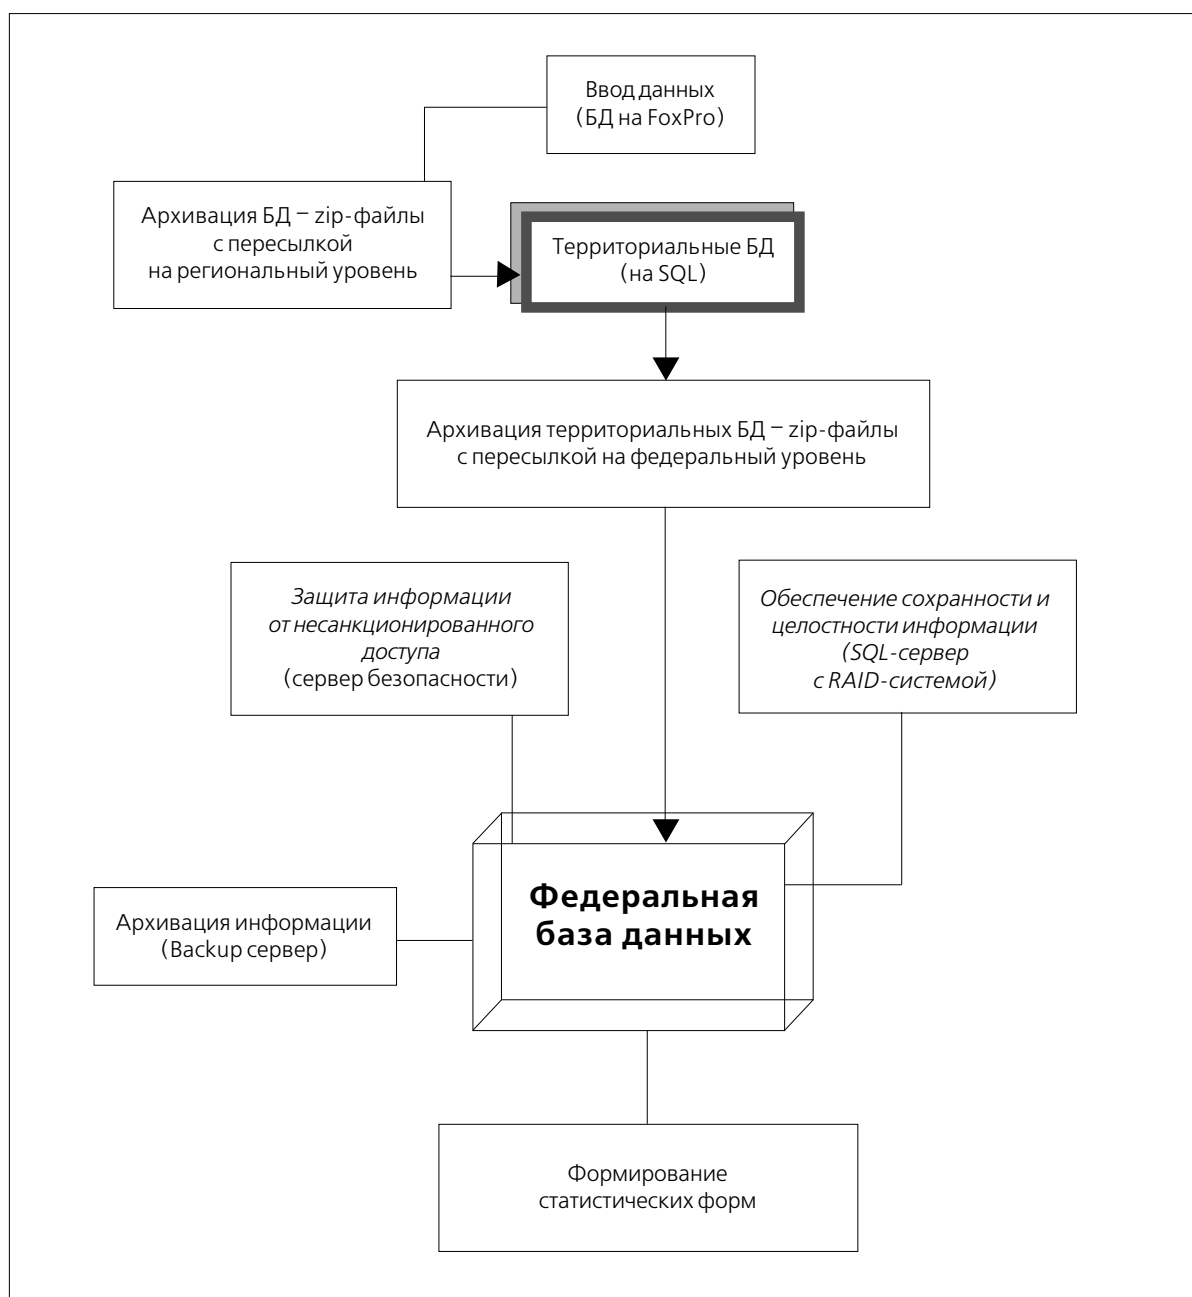 Ввод данных
(БД на FoxPro)
Архивация БД – zip-файлы
с пересылкой
на региональный уровень
Территориальные БД
(на SQL)
Архивация территориальных БД – zip-файлы
с пересылкой на федеральный уровень
Защита информации
от несанкционированного
доступа
(сервер безопасности)
Обеспечение сохранности и
целостности информации
(SQL-сервер
с RAID-системой)
Федеральная
база данных
Архивация информации
(Backup сервер)
Формирование
статистических форм